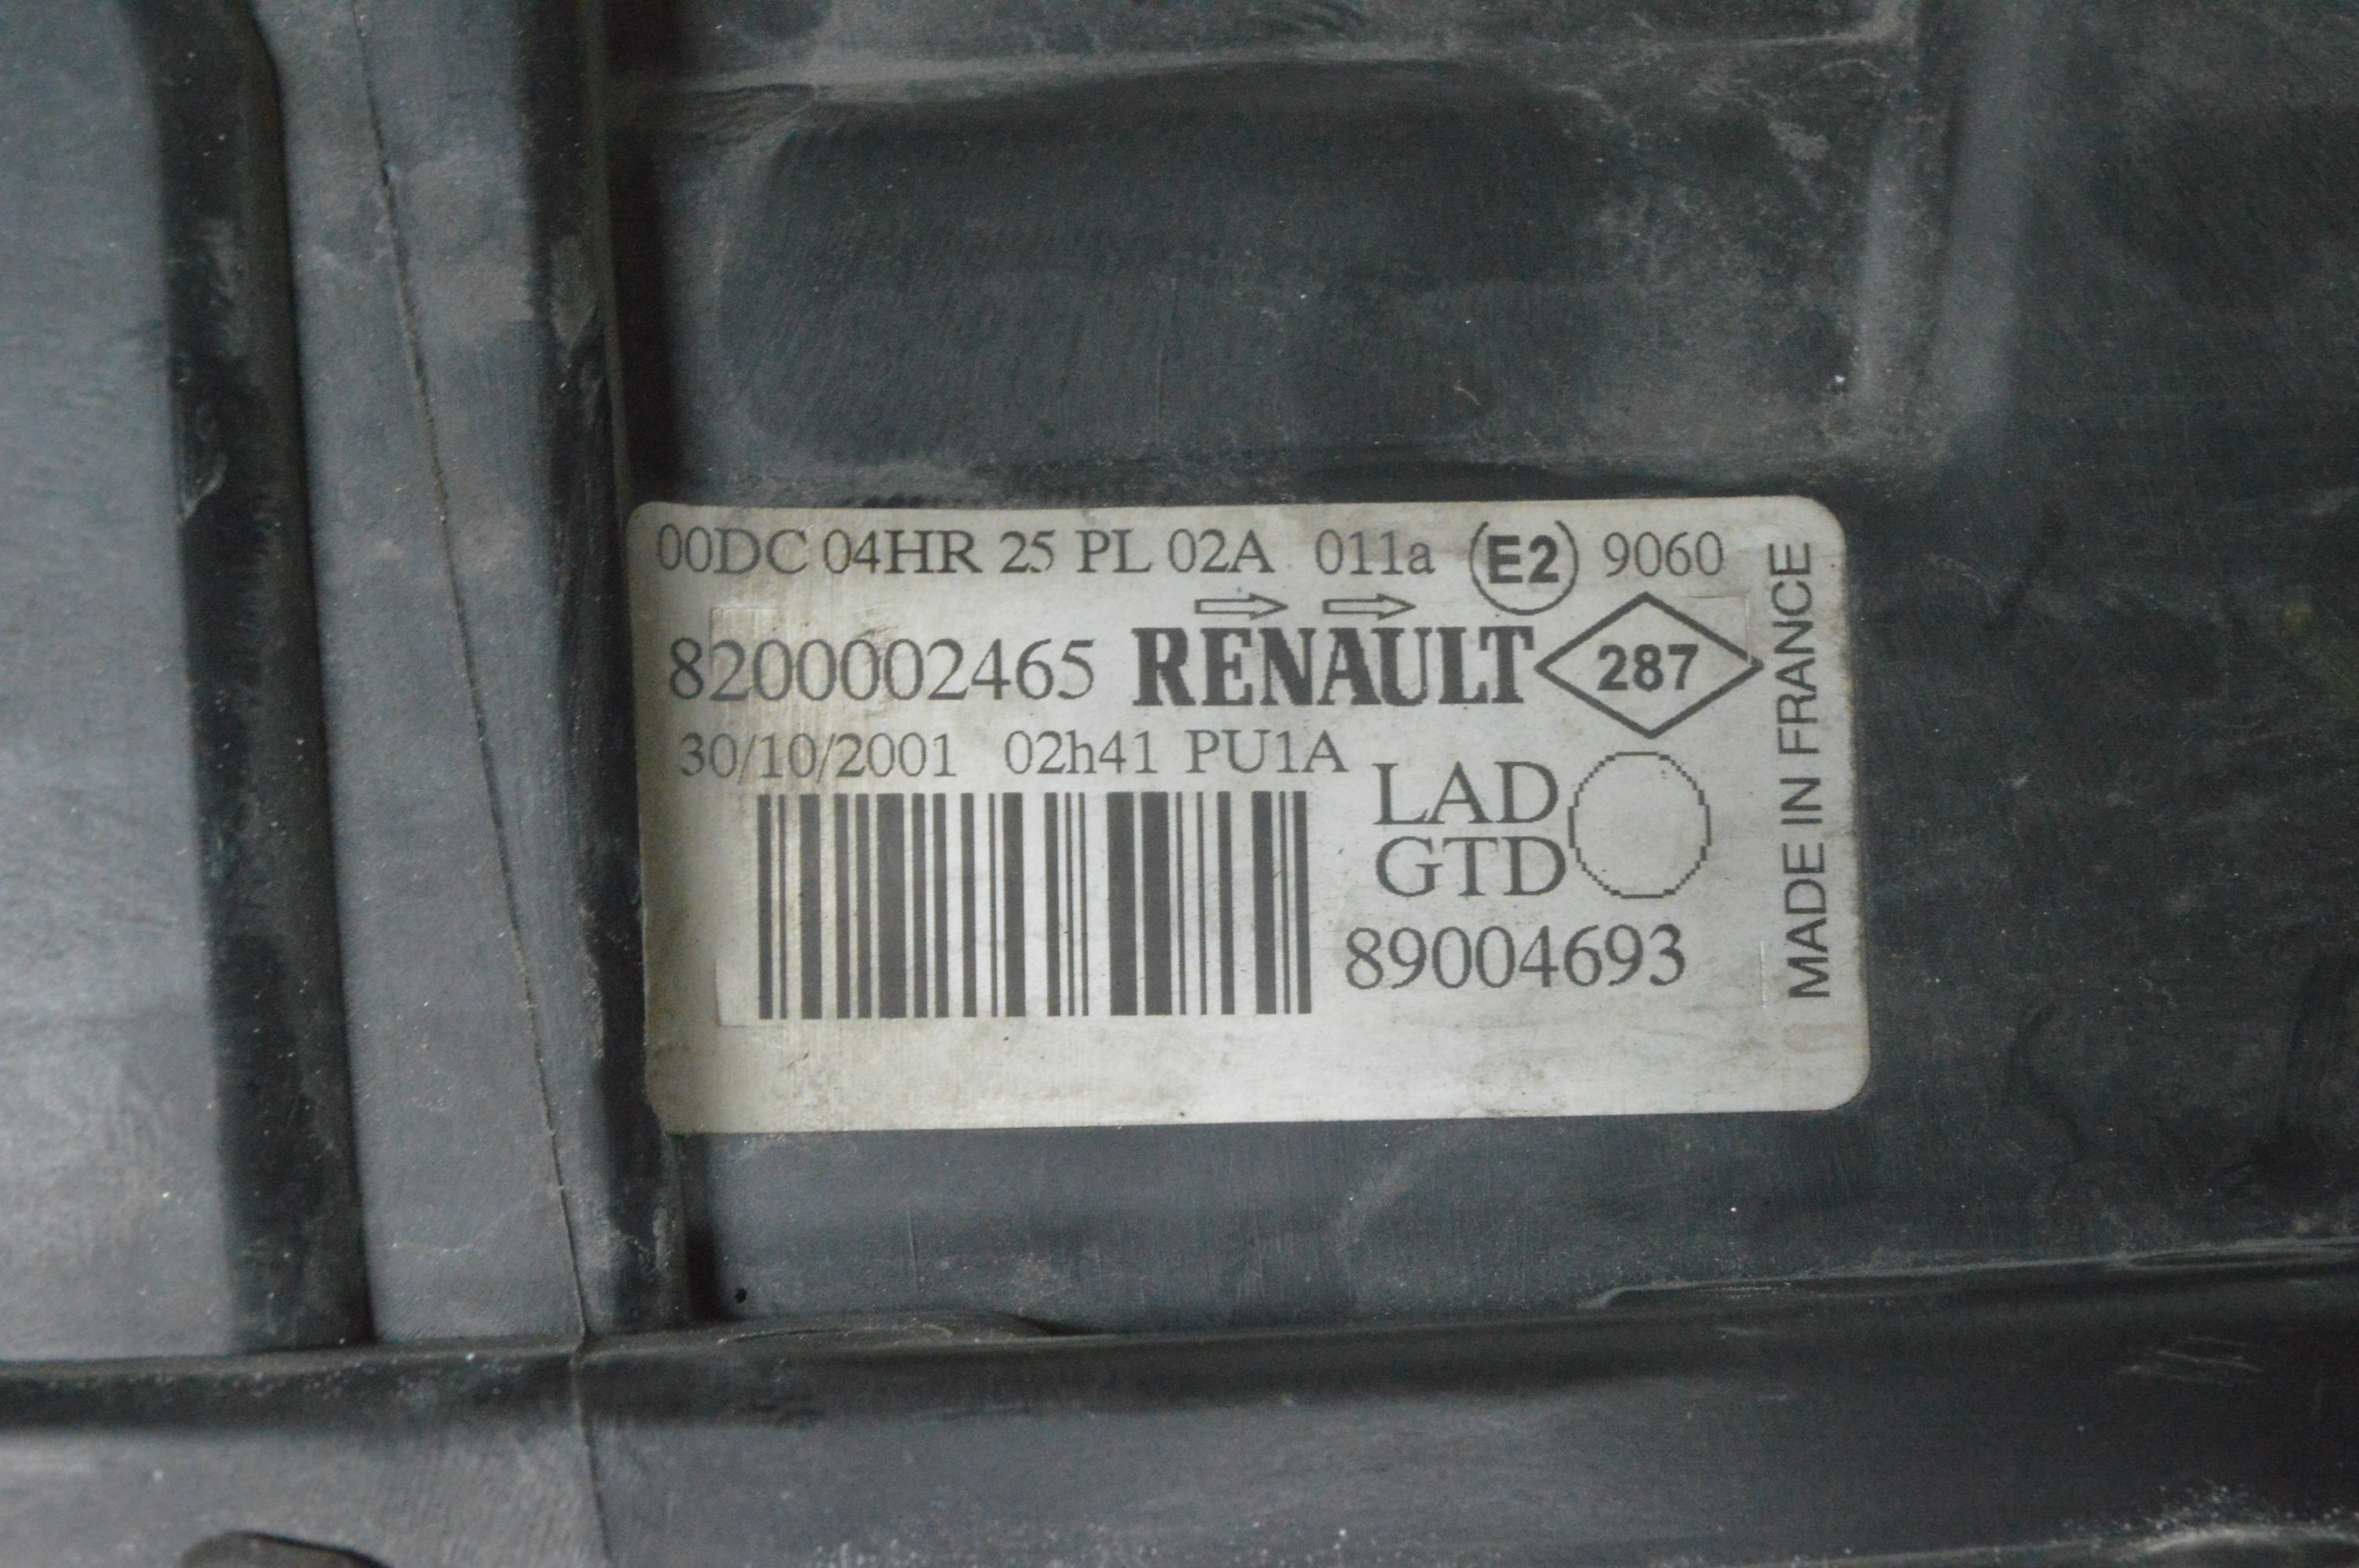 00DC 04HR 25 PL 02A 011a E2 9060
8200002465 RENAULT 287
30/10/2001 02h41 PU1A
LAD
GTD
89004693
MADE IN FRANCE